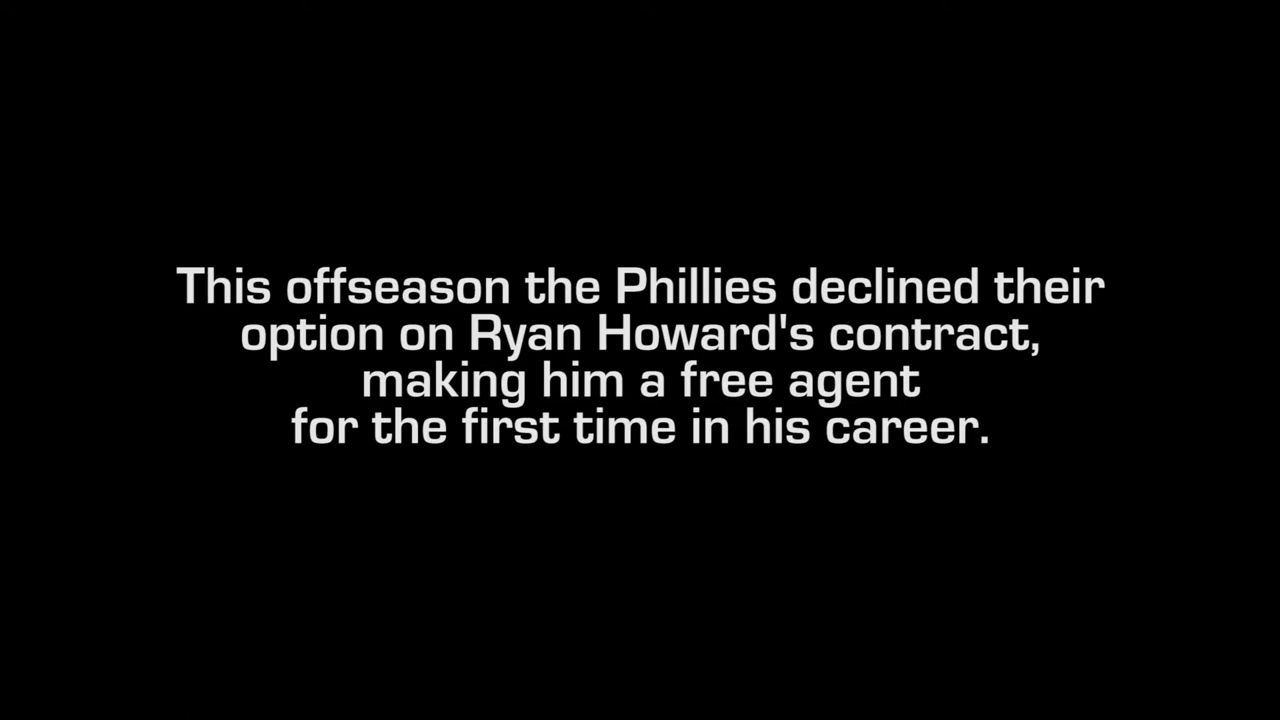 This offseason the Phillies declined their
option on Ryan Howard's contract,
making him a free agent
for the first time in his career.